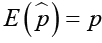 E(p̂) = p